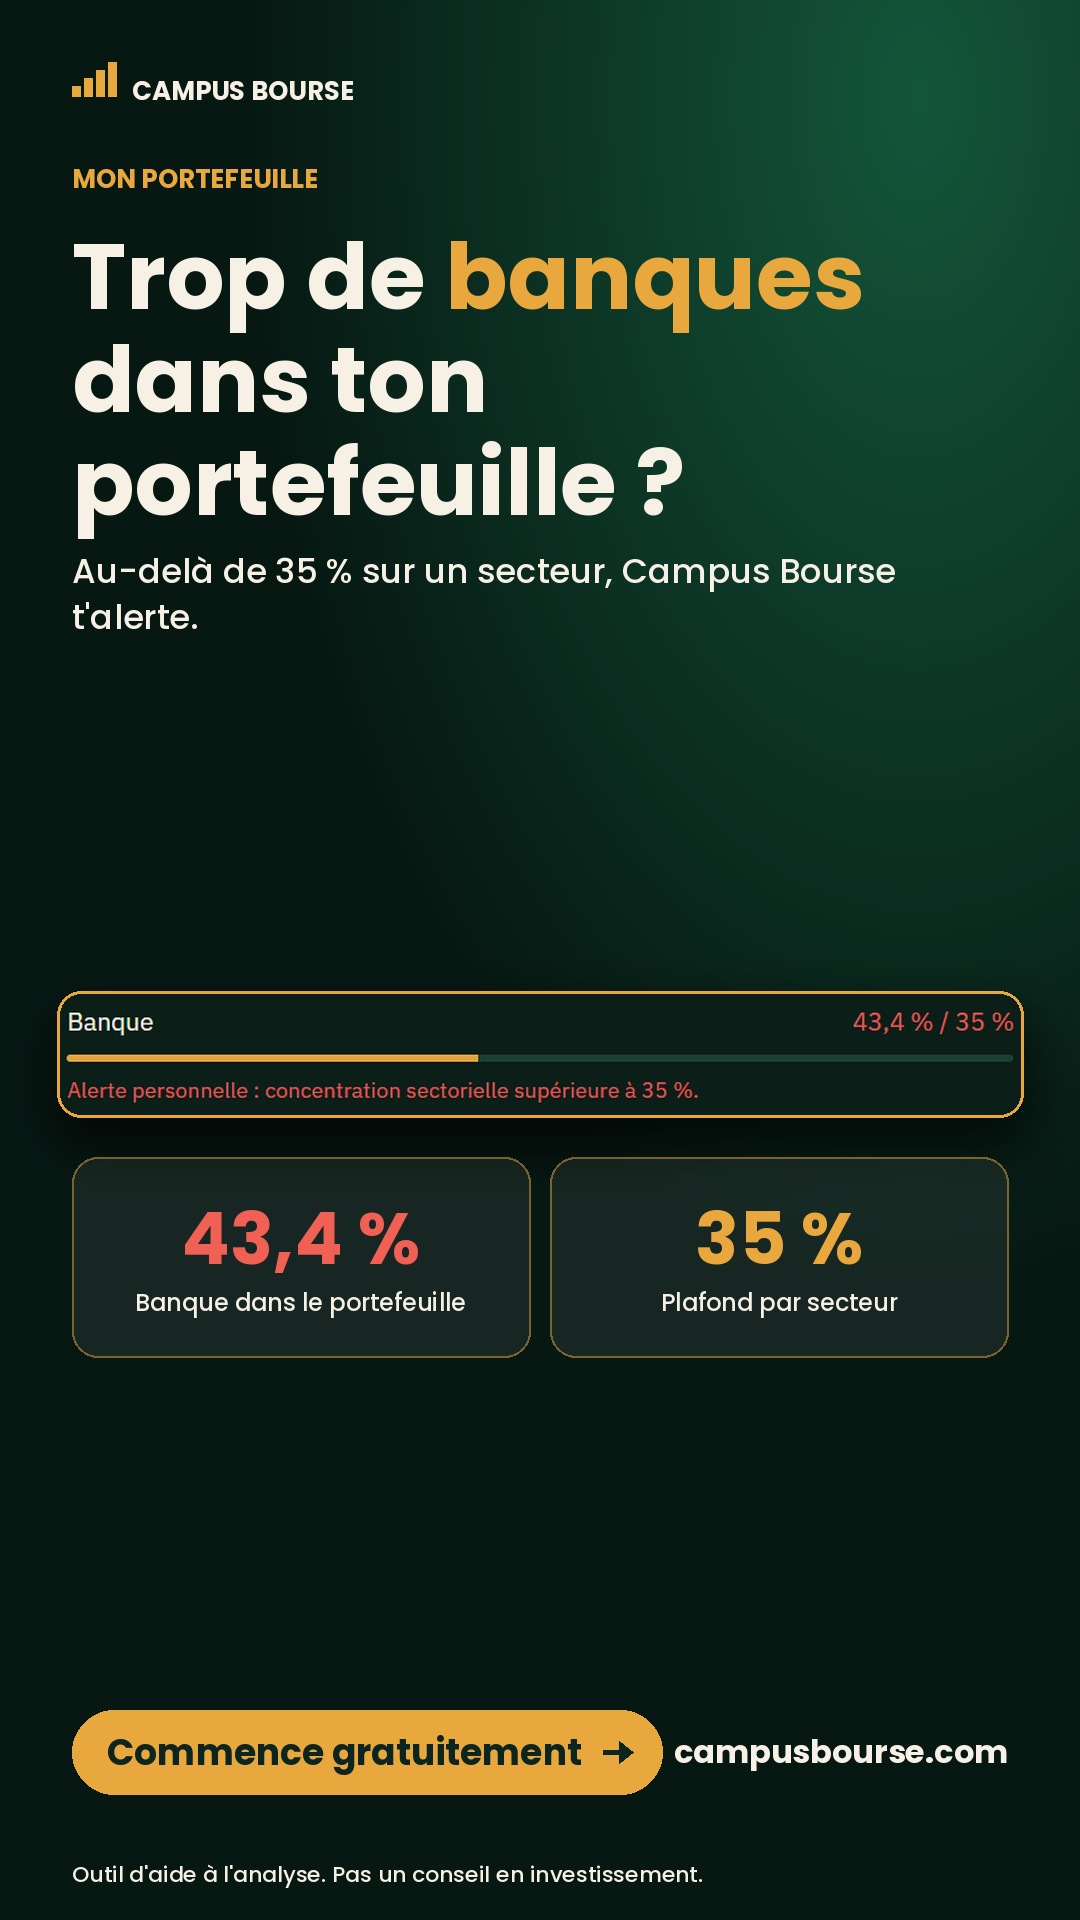 CAMPUS BOURSE
MON PORTEFEUILLE
Trop de banques
dans ton
portefeuille ?
Au-delà de 35 % sur un secteur, Campus Bourse
t'alerte.
Banque 43,4 % / 35 %
Alerte personnelle : concentration sectorielle supérieure à 35 %.
43,4 % 35 %
Banque dans le portefeuille Plafond par secteur
Commence gratuitement → campusbourse.com
Outil d'aide à l'analyse. Pas un conseil en investissement.